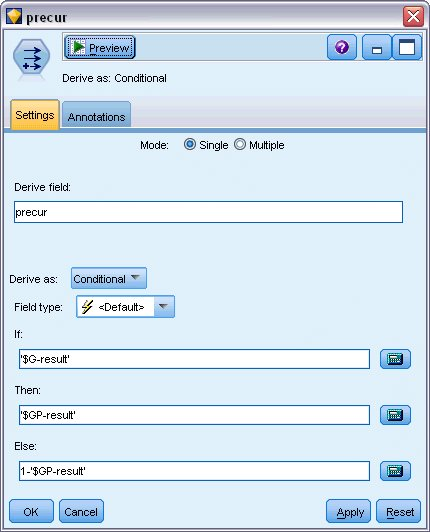 precur
Preview
Derive as: Conditional
Settings Annotations
Mode: Single Multiple
Derive field:
precur
Derive as: Conditional
Field type: <Default>
If:
'$G-result'
Then:
'$GP-result'
Else:
1-'$GP-result'
OK Cancel Apply Reset